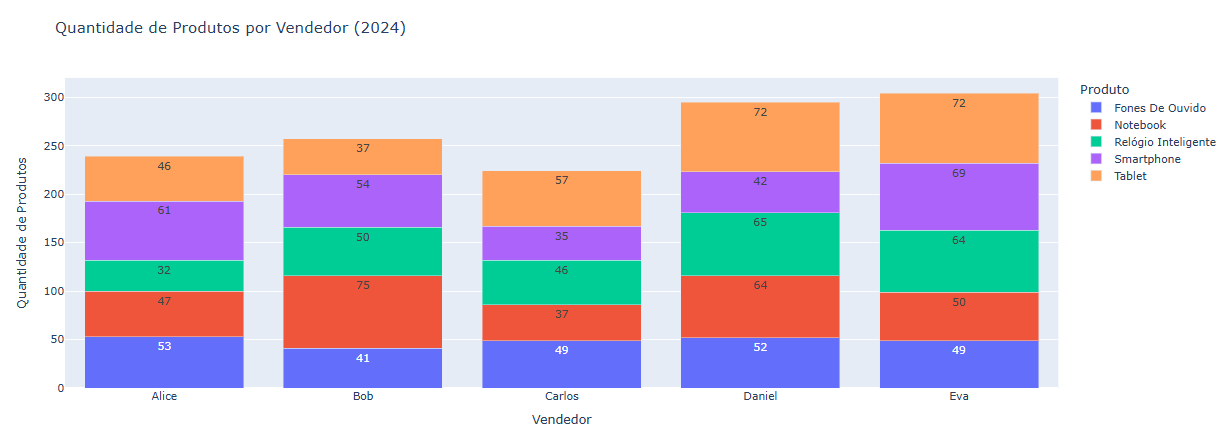 Quantidade de Produtos por Vendedor (2024)
Produto
Fones De Ouvido
Notebook
Relógio Inteligente
Smartphone
Tablet
Quantidade de Produtos
300
250
200
150
100
50
0
46
61
32
47
53
37
54
50
75
41
57
35
46
37
49
72
42
65
64
52
72
69
64
50
49
Alice
Bob
Carlos
Daniel
Eva
Vendedor